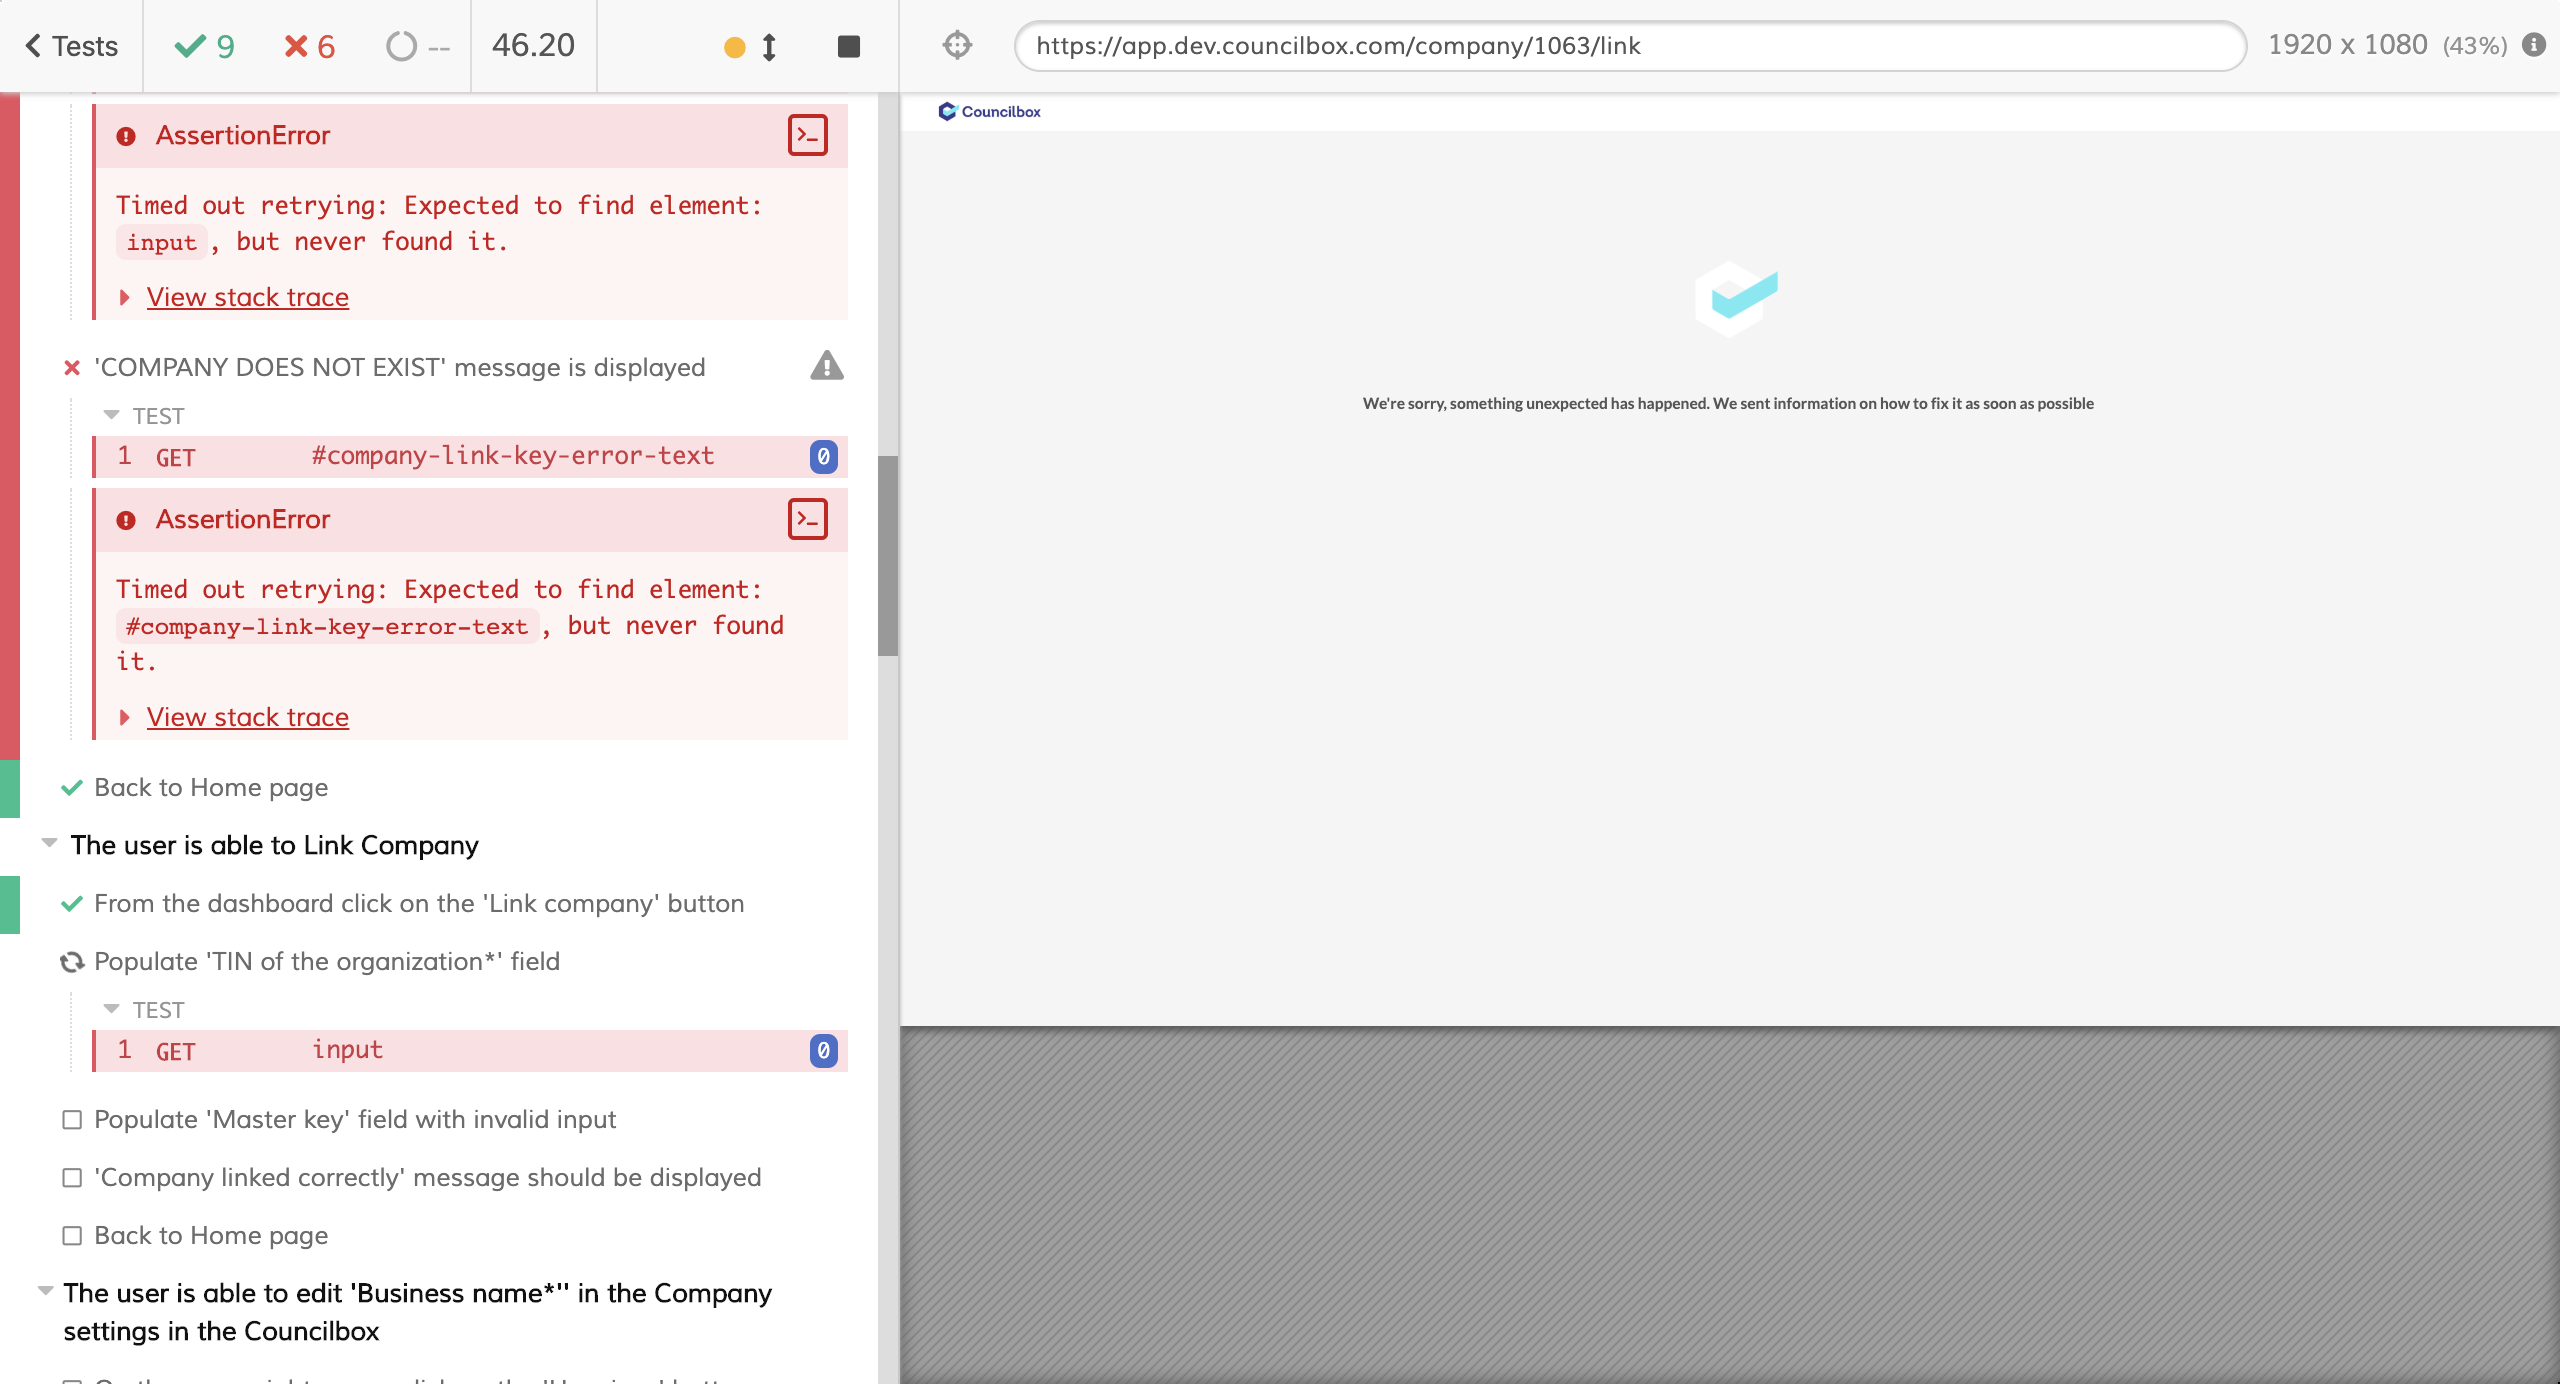 Tests
9
6
--
46.20
https://app.dev.councilbox.com/company/1063/link
1920 x 1080 (43%)
AssertionError
Timed out retrying: Expected to find element:
input, but never found it.
View stack trace
'COMPANY DOES NOT EXIST' message is displayed
TEST
1 GET #company-link-key-error-text 0
AssertionError
Timed out retrying: Expected to find element:
#company-link-key-error-text, but never found
it.
View stack trace
Back to Home page
The user is able to Link Company
From the dashboard click on the 'Link company' button
Populate 'TIN of the organization*' field
TEST
1 GET input 0
Populate 'Master key' field with invalid input
'Company linked correctly' message should be displayed
Back to Home page
The user is able to edit 'Business name*'' in the Company
settings in the Councilbox
Councilbox
We're sorry, something unexpected has happened. We sent information on how to fix it as soon as possible